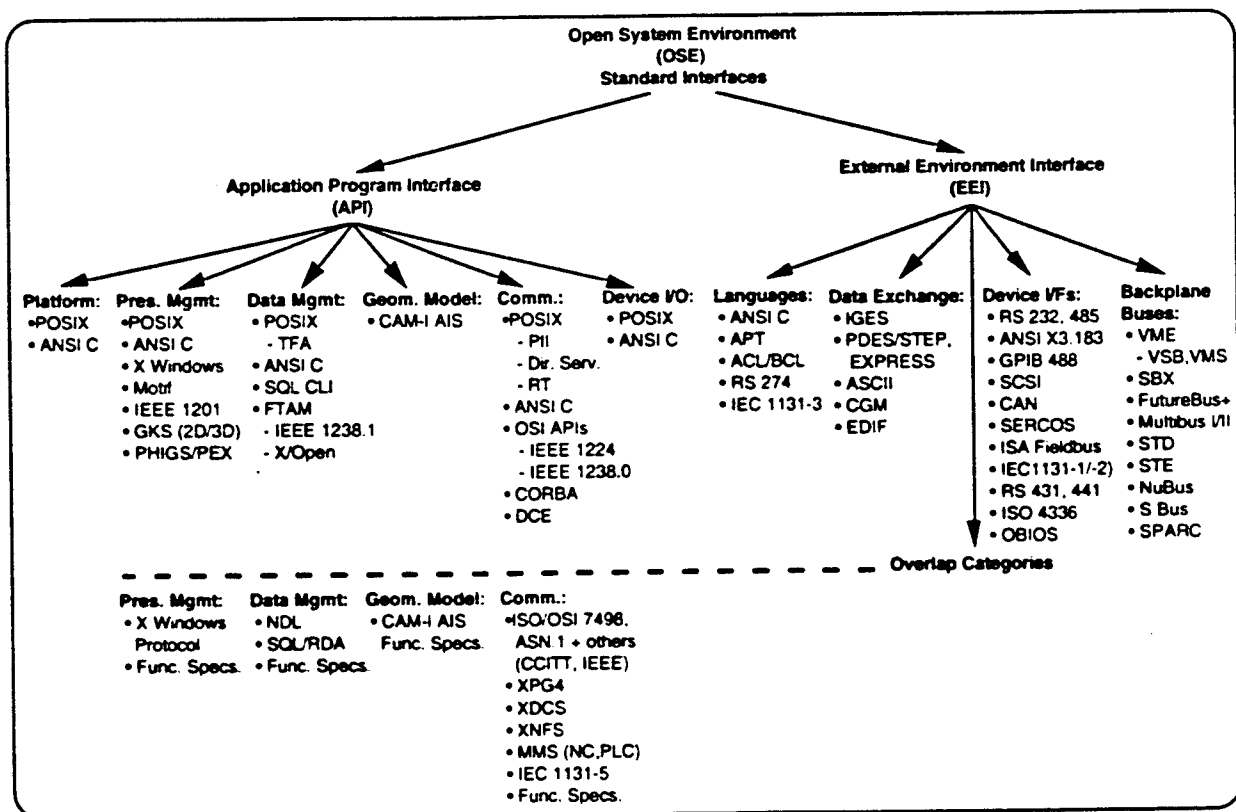 Open System Environment
(OSE)
Standard Interfaces
Application Program Interface
(API)
External Environment Interface
(EEI)
Platform:
•POSIX
• ANSI C
Pres. Mgmt:
•POSIX
• ANSI C
• X Windows
• Motif
• IEEE 1201
• GKS (2D/3D)
• PHIGS/PEX
Data Mgmt:
• POSIX
- TFA
• ANSI C
• SQL CLI
• FTAM
- IEEE 1238.1
- X/Open
Geom. Model:
• CAM-I AIS
Comm.:
•POSIX
- PII
- Dir. Serv.
- RT
• ANSI C
• OSI APIs
- IEEE 1224
- IEEE 1238.0
• CORBA
• DCE
Device I/O:
• POSIX
• ANSI C
Languages:
• ANSI C
• APT
• ACL/BCL
• RS 274
• IEC 1131-3
Data Exchange:
• IGES
• PDES/STEP,
EXPRESS
• ASCII
• CGM
• EDIF
Device I/Fs:
• RS 232, 485
• ANSI X3.183
• GPIB 488
• SCSI
• CAN
• SERCOS
• ISA Fieldbus
• IEC1131-1/-2)
• RS 431, 441
• ISO 4336
• OBIOS
Backplane
Buses:
• VME
- VSB,VMS
• SBX
• FutureBus+
• Multibus I/II
• STD
• STE
• NuBus
• S Bus
• SPARC
Overlap Categories
Pres. Mgmt:
• X Windows
Protocol
• Func. Specs.
Data Mgmt:
• NDL
• SQL/RDA
• Func. Specs.
Geom. Model:
• CAM-I AIS
Func. Specs.
Comm.:
•ISO/OSI 7498,
ASN.1 + others
(CCITT, IEEE)
• XPG4
• XDCS
• XNFS
• MMS (NC,PLC)
• IEC 1131-5
• Func. Specs.